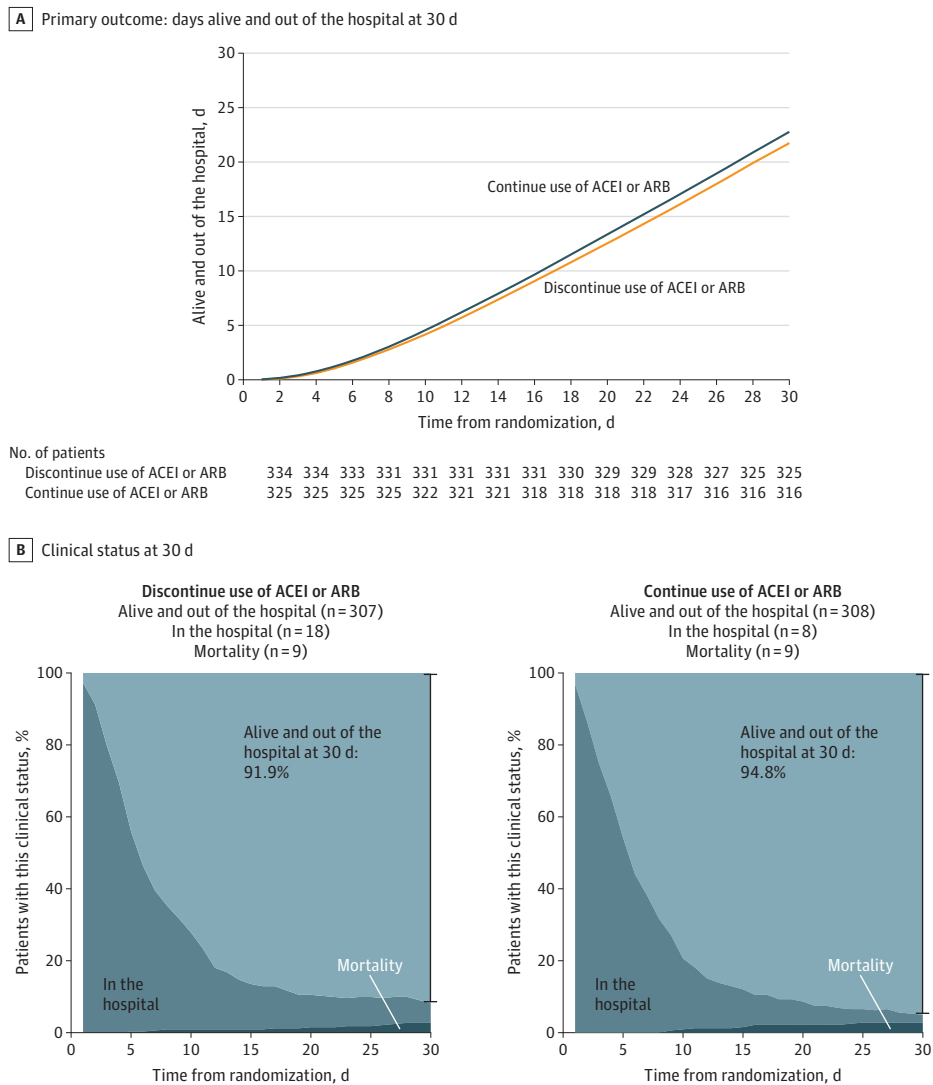 A Primary outcome: days alive and out of the hospital at 30 d
30
25
20
15
10
5
0
Alive and out of the hospital, d
Continue use of ACEI or ARB
Discontinue use of ACEI or ARB
0 2 4 6 8 10 12 14 16 18 20 22 24 26 28 30
Time from randomization, d
No. of patients
Discontinue use of ACEI or ARB 334 334 333 331 331 331 331 331 330 329 329 328 327 325 325
Continue use of ACEI or ARB 325 325 325 325 322 321 321 318 318 318 318 317 316 316 316
B Clinical status at 30 d
Discontinue use of ACEI or ARB
Alive and out of the hospital (n=307)
In the hospital (n=18)
Mortality (n=9)
100
80
60
40
20
0
Patients with this clinical status, %
Alive and out of the
hospital at 30 d:
91.9%
Mortality
In the
hospital
0 5 10 15 20 25 30
Time from randomization, d
Continue use of ACEI or ARB
Alive and out of the hospital (n=308)
In the hospital (n=8)
Mortality (n=9)
100
80
60
40
20
0
Patients with this clinical status, %
Alive and out of the
hospital at 30 d:
94.8%
Mortality
In the
hospital
0 5 10 15 20 25 30
Time from randomization, d